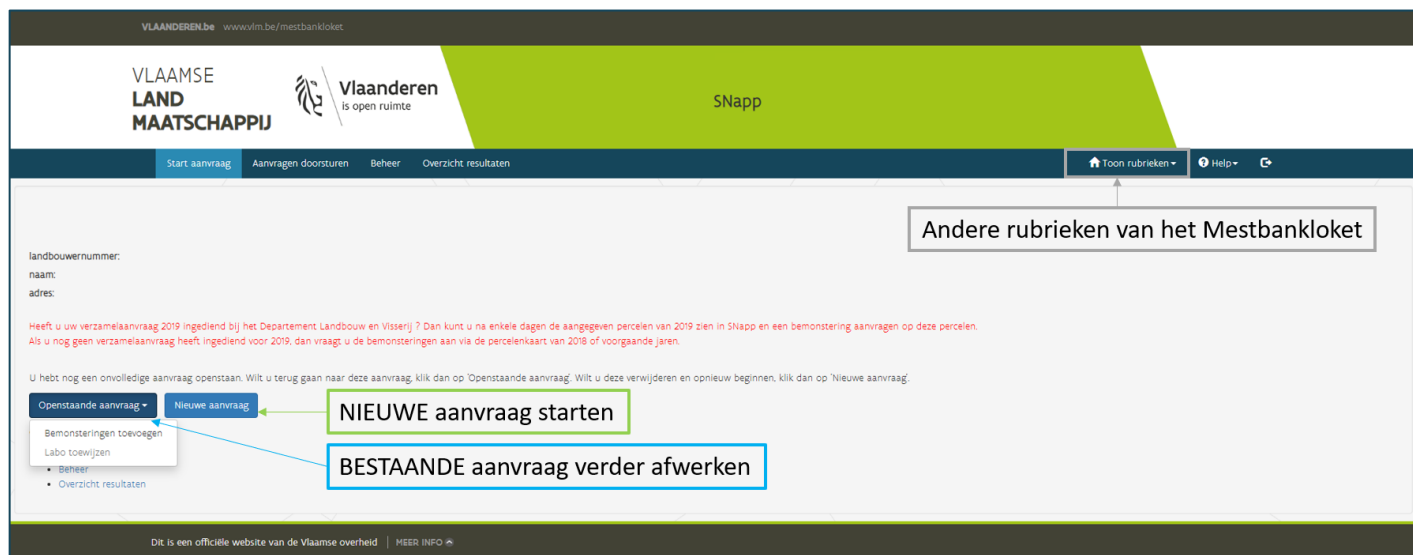 VLAANDEREN.be www.vlm.be/mestbankloket
VLAAMSE
LAND
MAATSCHAPPIJ
Vlaanderen
is open ruimte
SNapp
Start aanvraag Aanvragen doorsturen Beheer Overzicht resultaten Toon rubrieken Help
Andere rubrieken van het Mestbankloket
landbouwernummer:
naam:
adres:
Heeft u uw verzamelaanvraag 2019 ingediend bij het Departement Landbouw en Visserij ? Dan kunt u na enkele dagen de aangegeven percelen van 2019 zien in SNapp en een bemonstering aanvragen op deze percelen.
Als u nog geen verzamelaanvraag heeft ingediend voor 2019, dan vraagt u de bemonsteringen aan via de percelenkaart van 2018 of voorgaande jaren.
U hebt nog een onvolledige aanvraag openstaan. Wilt u terug gaan naar deze aanvraag, klik dan op 'Openstaande aanvraag'. Wilt u deze verwijderen en opnieuw beginnen, klik dan op 'Nieuwe aanvraag'.
Openstaande aanvraag Nieuwe aanvraag
NIEUWE aanvraag starten
Bemonsteringen toevoegen
Labo toewijzen
BESTAANDE aanvraag verder afwerken
Beheer
Overzicht resultaten
Dit is een officiële website van de Vlaamse overheid | MEER INFO